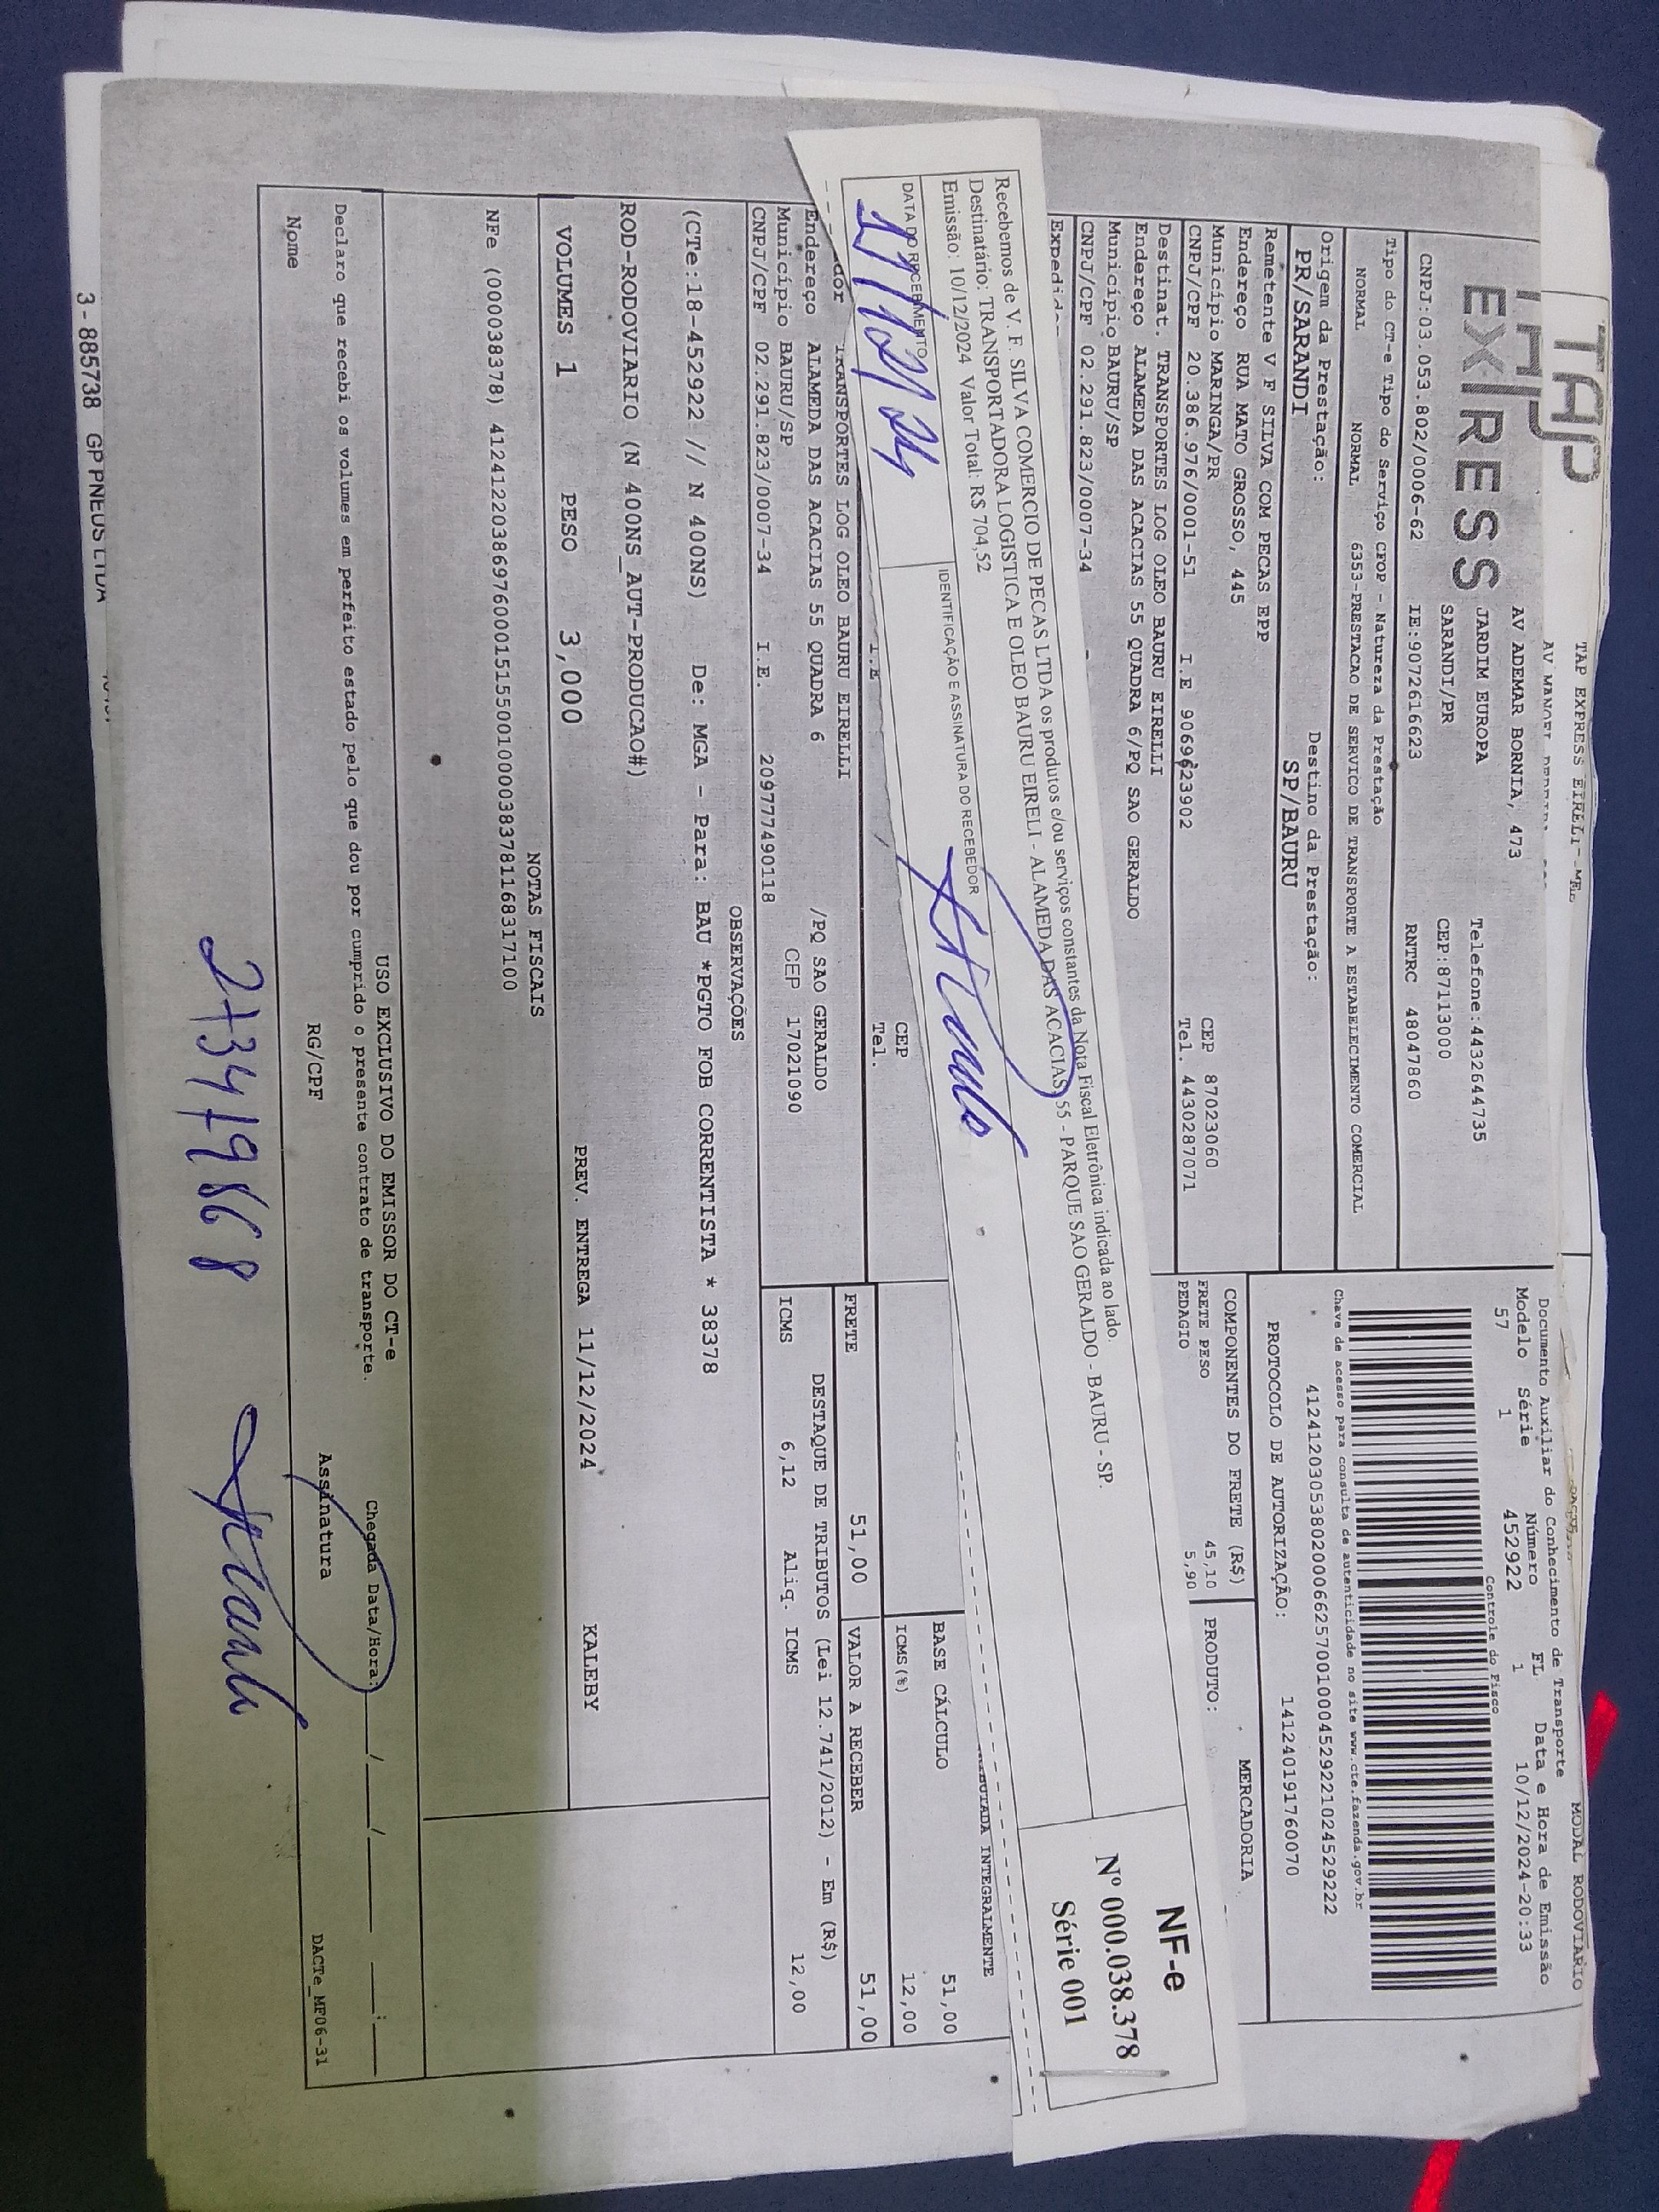 TAP EXPRESS EIRELI-ME
MODAL RODOVIARIO
TAP
EXPRESS
AV ADEMAR BORNIA, 473
JARDIM EUROPA
Telefone:4432644735
SARANDI/PR
CEP:87113000
CNPJ:03.053.802/0006-62
IE:9072616623
RNTRC 48047860
Documento Auxiliar do Conhecimento de Transporte
Modelo Série Número FL Data e Hora de Emissão
57 1 452922 1 10/12/2024-20:33
Controle do Fisco
Tipo do CT-e Tipo do Serviço CFOP - Natureza da Prestação
NORMAL NORMAL 6353-PRESTACAO DE SERVICO DE TRANSPORTE A ESTABELECIMENTO COMERCIAL
Chave de acesso para consulta de autenticidade no site www.cte.fazenda.gov.br
41241203053802000662570010004529221024529222
Origem da Prestação:
PR/SARANDI
Destino da Prestação:
SP/BAURU
PROTOCOLO DE AUTORIZAÇÃO:
141240191760070
Remetente V F SILVA COM PECAS EPP
Endereço RUA MATO GROSSO, 445
Município MARINGA/PR
CEP 87023060
CNPJ/CPF 20.386.976/0001-51
I.E 9069623902
Tel. 4430287071
COMPONENTES DO FRETE (R$)
FRETE PESO 45,10
PEDAGIO 5,90
MERCADORIA
PRODUTO:
Destinat. TRANSPORTES LOG OLEO BAURU EIRELLI
Endereço ALAMEDA DAS ACACIAS 55 QUADRA 6/PQ SAO GERALDO
Município BAURU/SP
CNPJ/CPF 02.291.823/0007-34
Recebemos de V. F. SILVA COMERCIO DE PECAS LTDA os produtos e/ou serviços constantes da Nota Fiscal Eletrônica indicada ao lado.
Destinatário: TRANSPORTADORA LOGISTICA E OLEO BAURU EIRELI - ALAMEDA DAS ACACIAS, 55 - PARQUE SAO GERALDO - BAURU - SP.
Emissão: 10/12/2024 Valor Total: R$ 704,52
DATA DO RECEBIMENTO
IDENTIFICAÇÃO E ASSINATURA DO RECEBEDOR
NF-e
Nº 000.038.378
Série 001
CEP
Tel.
TRANSPORTES LOG OLEO BAURU EIRELLI
Endereço ALAMEDA DAS ACACIAS 55 QUADRA 6 /PQ SAO GERALDO
Município BAURU/SP
CEP 17021090
CNPJ/CPF 02.291.823/0007-34
I.E. 209777490118
INTEGRALMENTE
BASE CÁLCULO 51,00
ICMS(%) 12,00
FRETE 51,00
VALOR A RECEBER 51,00
DESTAQUE DE TRIBUTOS (Lei 12.741/2012) - Em (R$)
ICMS 6,12 Aliq. ICMS 12,00
OBSERVAÇÕES
(CTe:18-452922 // N 400NS) De: MGA - Para: BAU *PGTO FOB CORRENTISTA * 38378
ROD-RODOVIARIO (N 400NS_AUT-PRODUCAO#)
VOLUMES 1 PESO 3,000 PREV. ENTREGA 11/12/2024 KALEBY
NOTAS FISCAIS
NFe (000038378) 41241220386976000151550010000383781168317100
USO EXCLUSIVO DO EMISSOR DO CT-e
Declaro que recebi os volumes em perfeito estado pelo que dou por cumprido o presente contrato de transporte.
Chegada Data/Hora: / / :
Nome
RG/CPF
Assinatura
DACTe_MF06-31
3 - 885738 GP PNEUS LTDA